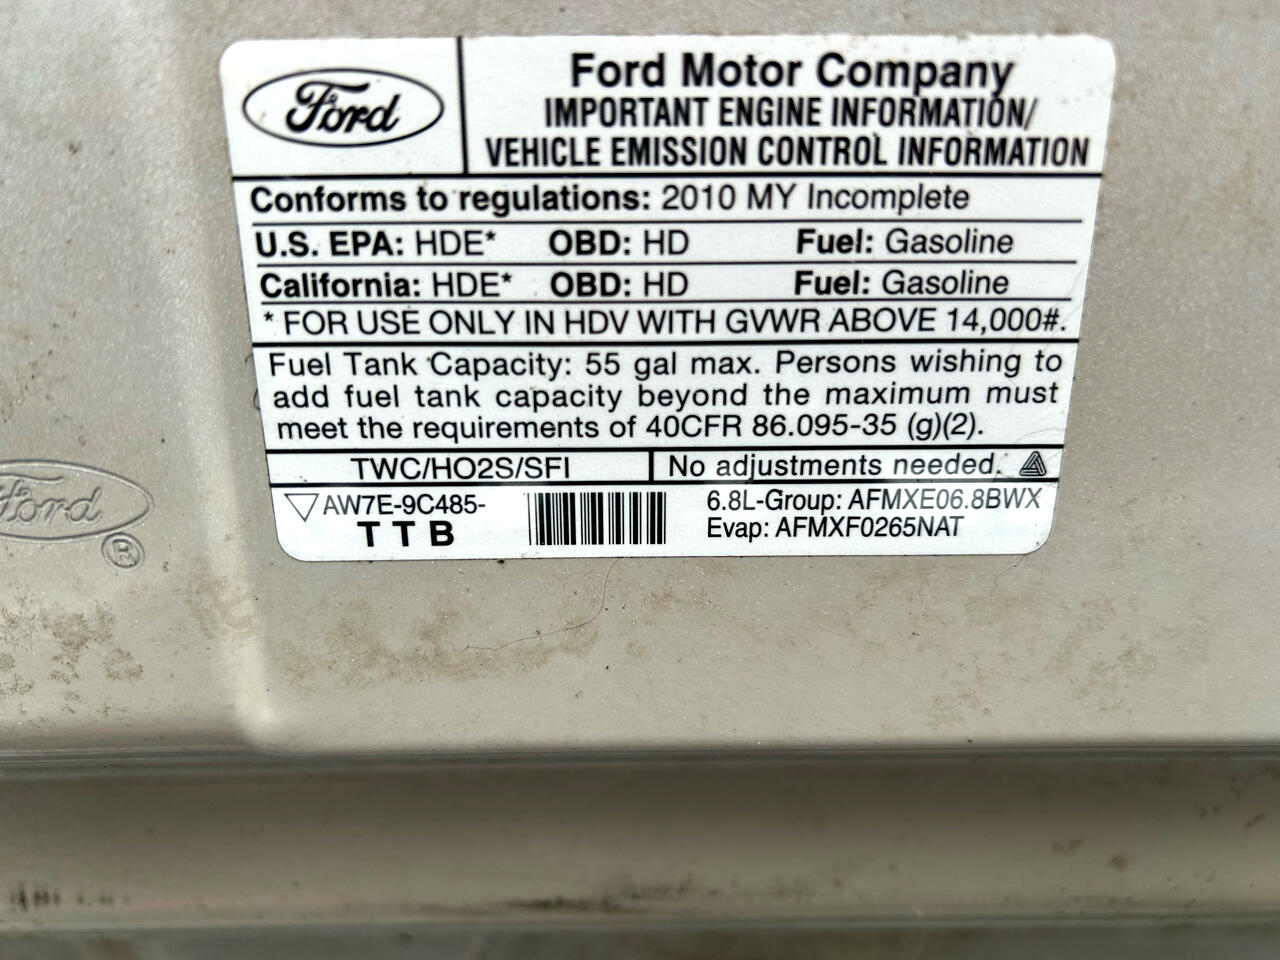 Ford
Ford Motor Company
IMPORTANT ENGINE INFORMATION/
VEHICLE EMISSION CONTROL INFORMATION
Conforms to regulations: 2010 MY Incomplete
U.S. EPA: HDE* OBD: HD Fuel: Gasoline
California: HDE* OBD: HD Fuel: Gasoline
* FOR USE ONLY IN HDV WITH GVWR ABOVE 14,000#.
Fuel Tank Capacity: 55 gal max. Persons wishing to
add fuel tank capacity beyond the maximum must
meet the requirements of 40CFR 86.095-35 (g)(2).
TWC/HO2S/SFI No adjustments needed.
AW7E-9C485-
TTB
6.8L-Group: AFMXE06.8BWX
Evap: AFMXF0265NAT
Ford
®